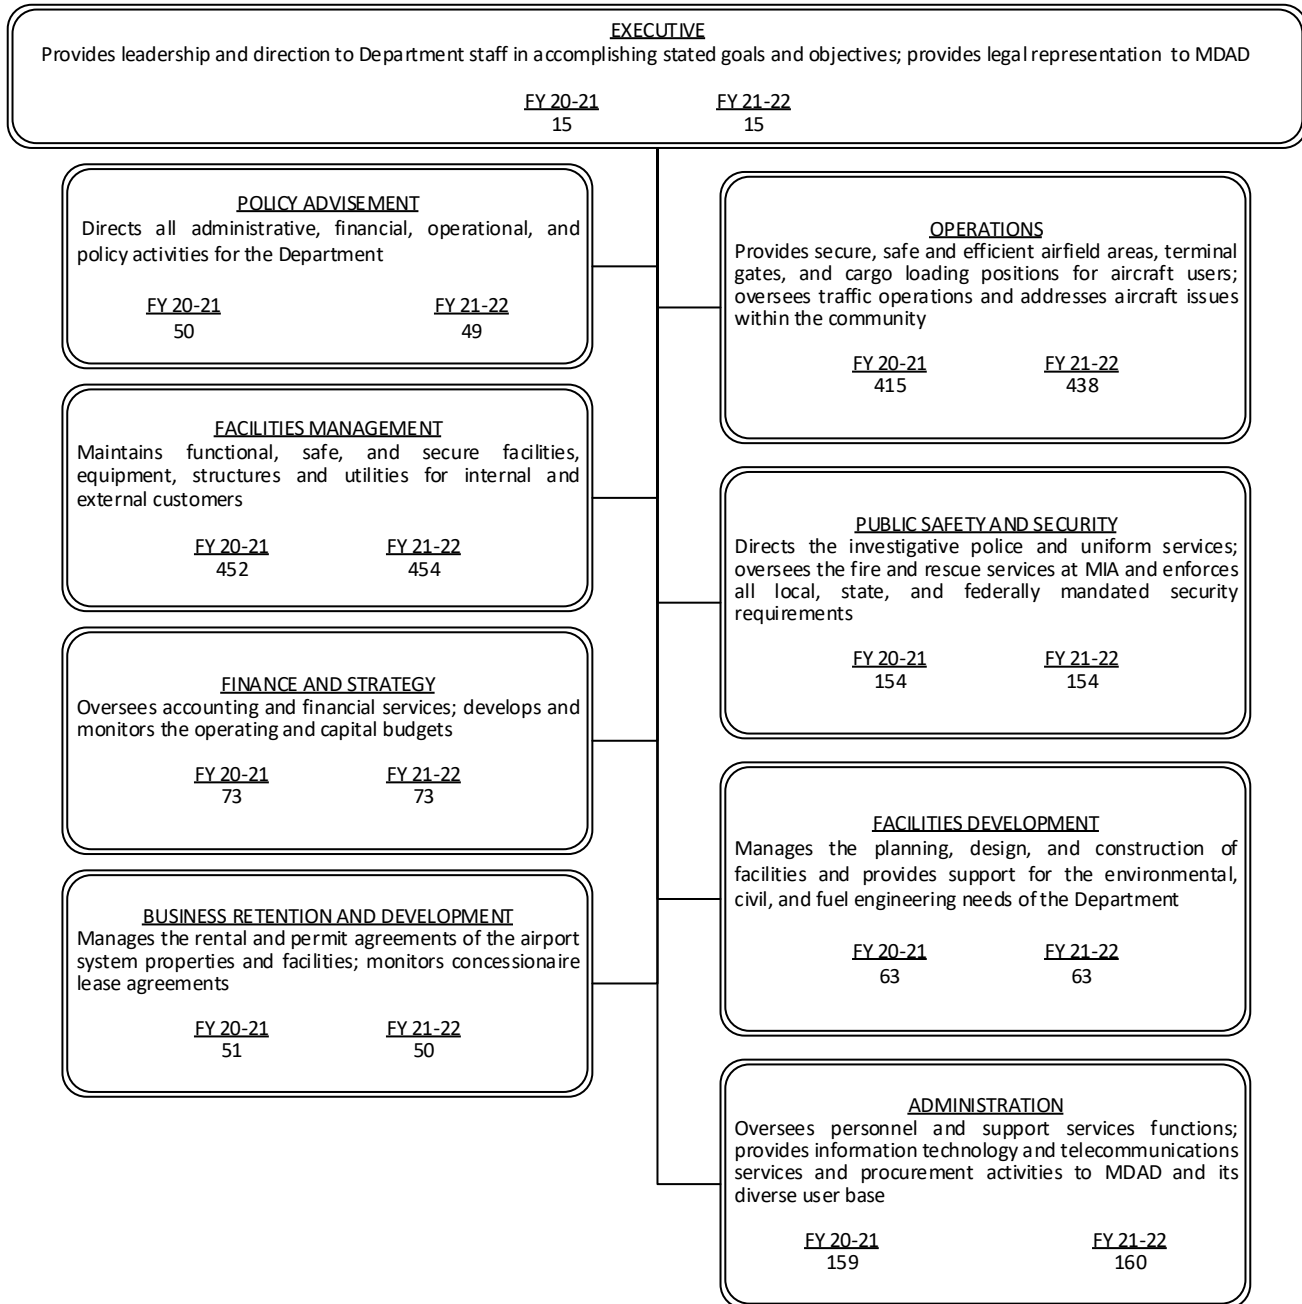 EXECUTIVE
Provides leadership and direction to Department staff in accomplishing stated goals and objectives; provides legal representation to MDAD
FY 20-21 FY 21-22
15 15
POLICY ADVISEMENT
Directs all administrative, financial, operational, and
policy activities for the Department
FY 20-21 FY 21-22
50 49
OPERATIONS
Provides secure, safe and efficient airfield areas, terminal
gates, and cargo loading positions for aircraft users;
oversees traffic operations and addresses aircraft issues
within the community
FY 20-21 FY 21-22
415 438
FACILITIES MANAGEMENT
Maintains functional, safe, and secure facilities,
equipment, structures and utilities for internal and
external customers
FY 20-21 FY 21-22
452 454
PUBLIC SAFETY AND SECURITY
Directs the investigative police and uniform services;
oversees the fire and rescue services at MIA and enforces
all local, state, and federally mandated security
requirements
FY 20-21 FY 21-22
154 154
FINANCE AND STRATEGY
Oversees accounting and financial services; develops and
monitors the operating and capital budgets
FY 20-21 FY 21-22
73 73
FACILITIES DEVELOPMENT
Manages the planning, design, and construction of
facilities and provides support for the environmental,
civil, and fuel engineering needs of the Department
FY 20-21 FY 21-22
63 63
BUSINESS RETENTION AND DEVELOPMENT
Manages the rental and permit agreements of the airport
system properties and facilities; monitors concessionaire
lease agreements
FY 20-21 FY 21-22
51 50
ADMINISTRATION
Oversees personnel and support services functions;
provides information technology and telecommunications
services and procurement activities to MDAD and its
diverse user base
FY 20-21 FY 21-22
159 160